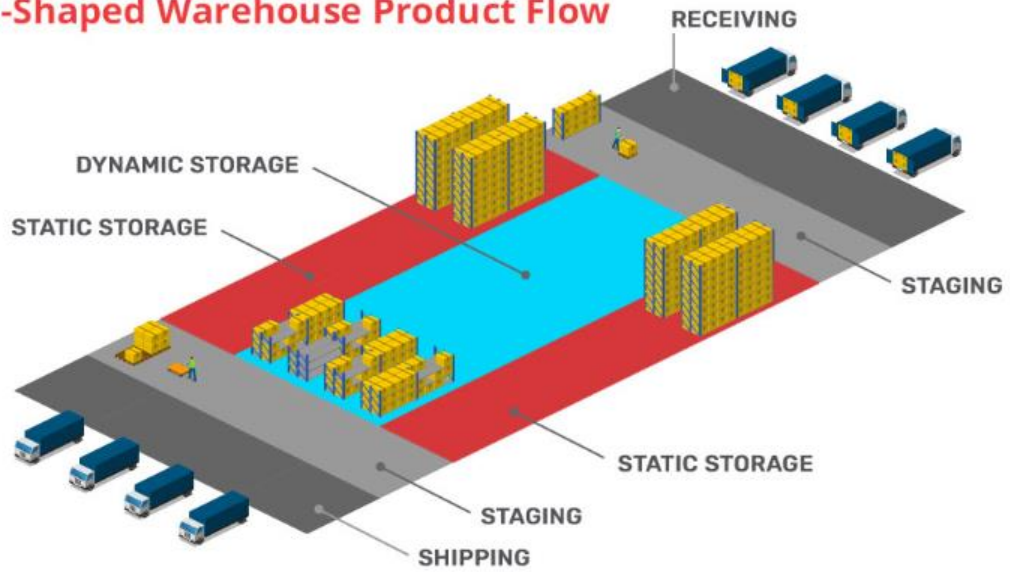 -Shaped Warehouse Product Flow
RECEIVING
DYNAMIC STORAGE
STATIC STORAGE
STAGING
STATIC STORAGE
STAGING
SHIPPING